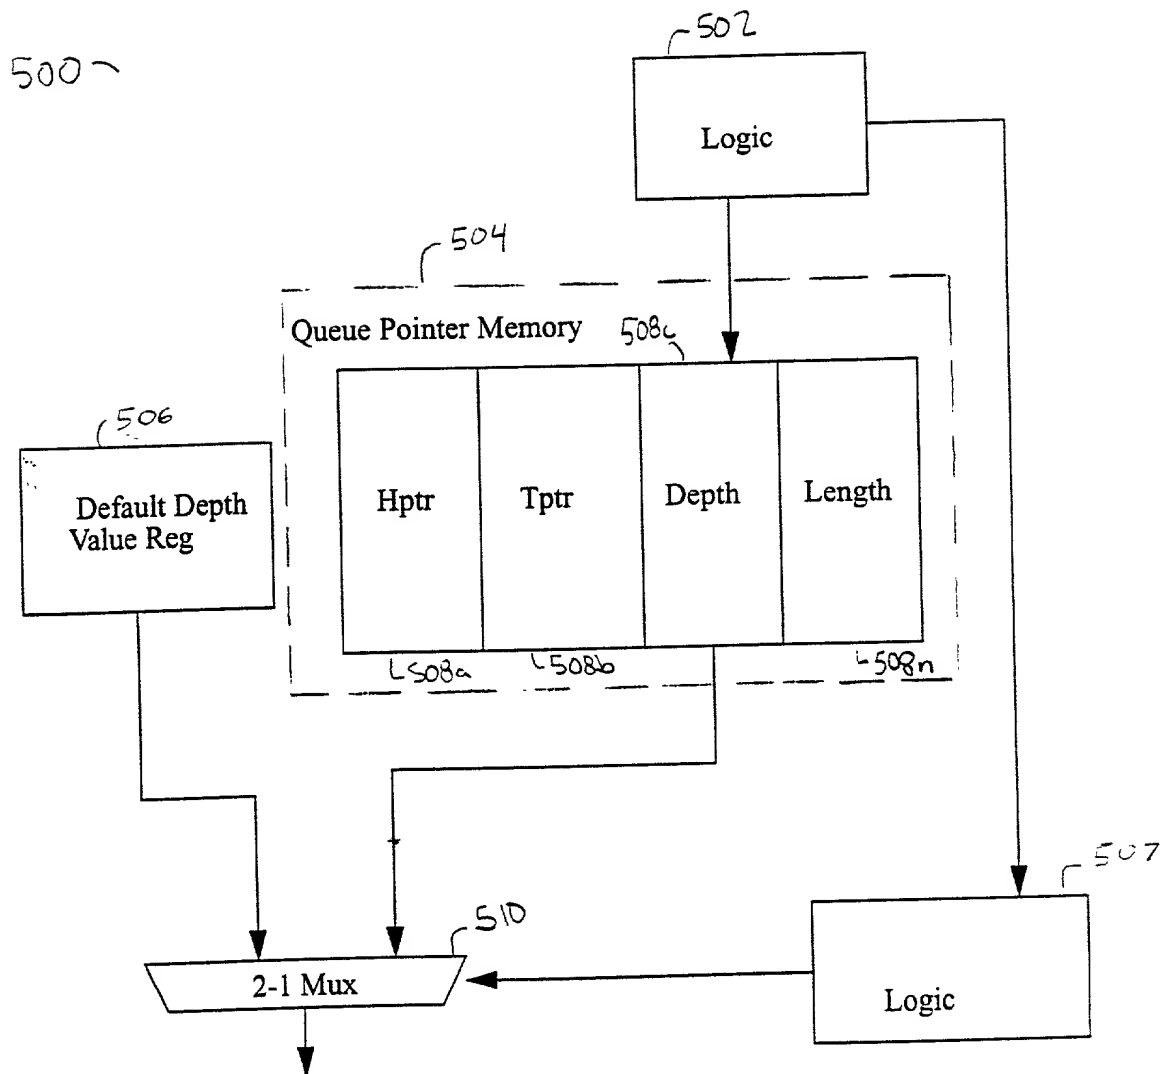 502
500
Logic
504
Queue Pointer Memory
508c
506
Default Depth
Value Reg
Hptr
Tptr
Depth
Length
508a
508b
508n
507
510
2-1 Mux
Logic